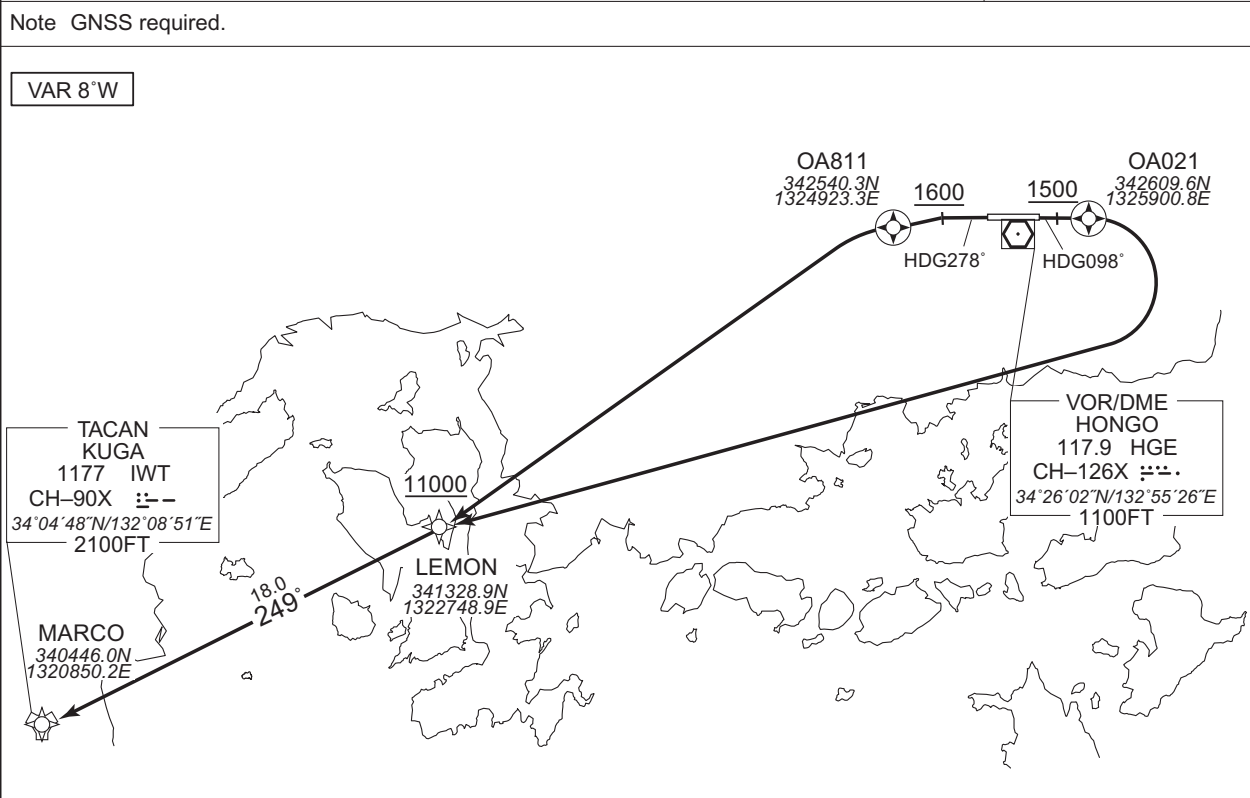 Note GNSS required.
VAR 8˚W
OA811
342540.3N
1324923.3E
1600
1500
OA021
342609.6N
1325900.8E
HDG278˚
HDG098˚
TACAN
KUGA
1177 IWT
CH–90X
34˚04´48˝N/132˚08´51˝E
2100FT
VOR/DME
HONGO
117.9 HGE
CH–126X
34˚26´02˝N/132˚55´26˝E
1100FT
11000
LEMON
341328.9N
1322748.9E
18.0
249˚
MARCO
340446.0N
1320850.2E